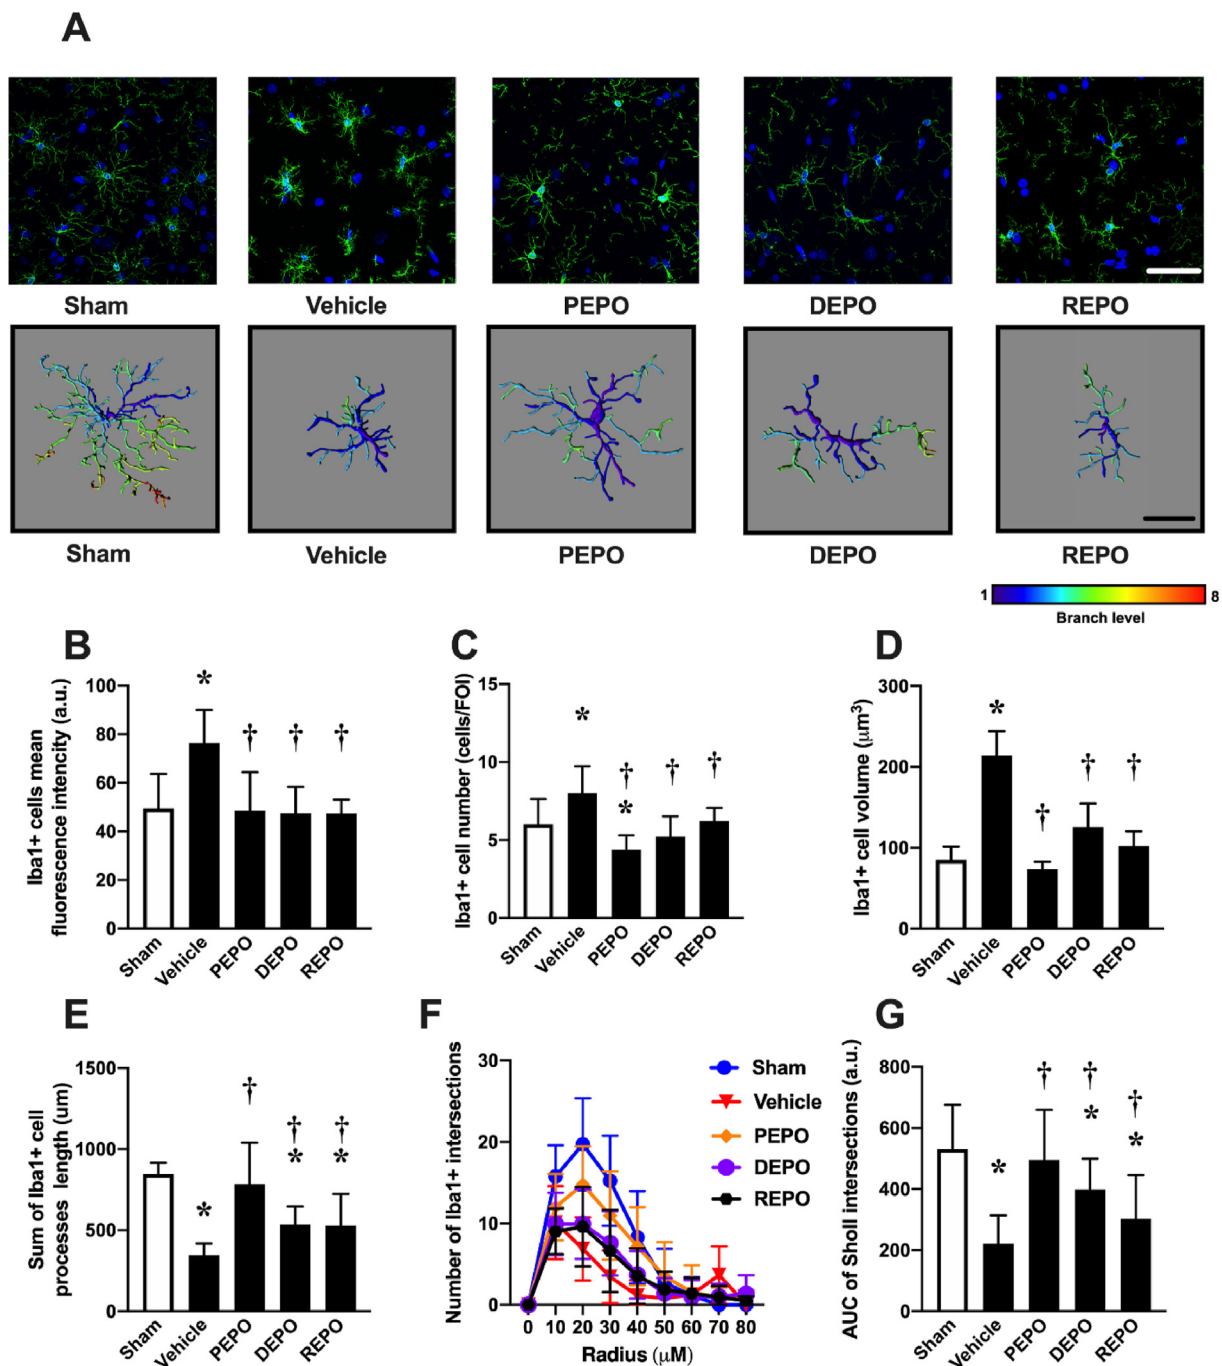 A
Sham
Vehicle
PEPO
DEPO
REPO
Sham
Vehicle
PEPO
DEPO
REPO
1
8
Branch level
B
Iba1+ cells mean
fluorescence intencity (a.u.)
100
80
60
40
20
0
*
†
†
†
Sham
Vehicle
PEPO
DEPO
REPO
C
Iba1+ cell number (cells/FOI)
15
10
5
0
*
†
*
†
†
Sham
Vehicle
PEPO
DEPO
REPO
D
Iba1+ cell volume (μm³)
300
200
100
0
*
†
†
†
Sham
Vehicle
PEPO
DEPO
REPO
E
Sum of Iba1+ cell
processes length (um)
1500
1000
500
0
*
†
†
*
†
*
Sham
Vehicle
PEPO
DEPO
REPO
F
Number of Iba1+ intersections
30
20
10
0
Sham
Vehicle
PEPO
DEPO
REPO
0 10 20 30 40 50 60 70 80
Radius (μM)
G
AUC of Sholl intersections (a.u.)
800
600
400
200
0
*
†
†
*
†
*
Sham
Vehicle
PEPO
DEPO
REPO